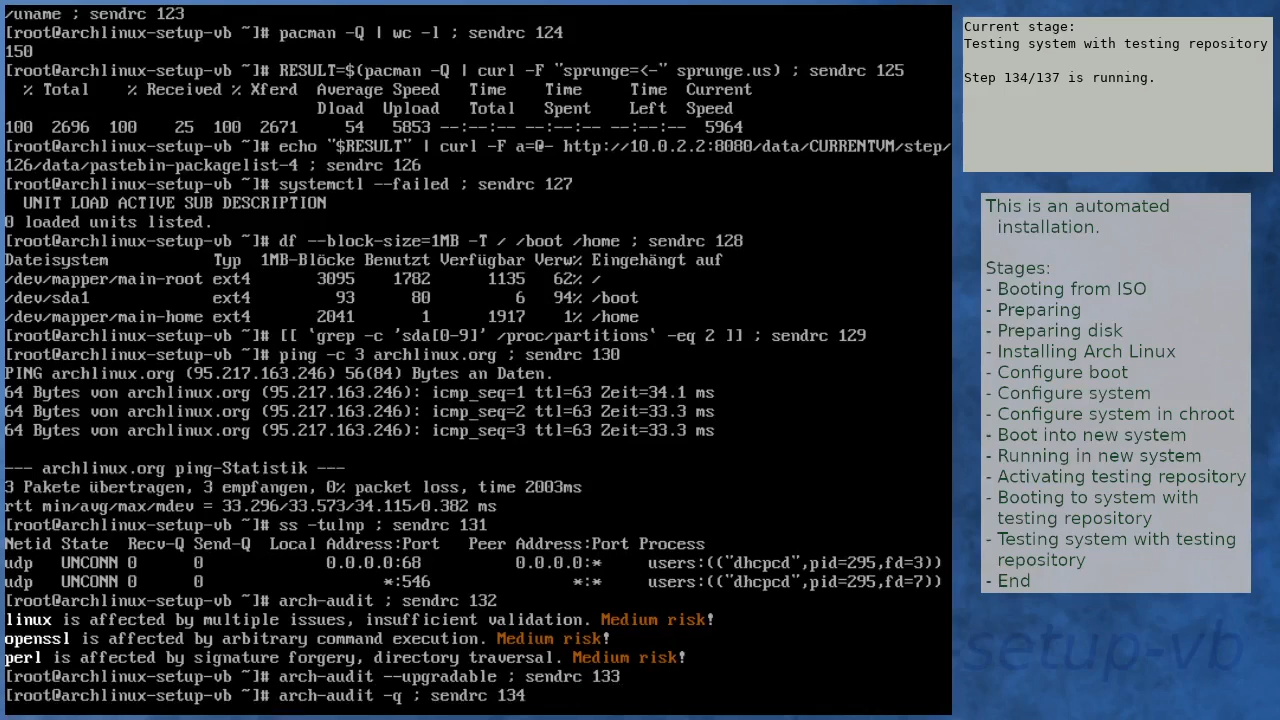 /uname ; sendrc 123
[root@archlinux-setup-vb ~]# pacman -Q | wc -l ; sendrc 124
150
[root@archlinux-setup-vb ~]# RESULT=$(pacman -Q | curl -F "sprunge=<-" sprunge.us) ; sendrc 125
  % Total    % Received % Xferd  Average Speed   Time    Time     Time  Current
                                 Dload  Upload   Total   Spent    Left  Speed
100  2696  100    25  100  2671     54   5853 --:--:-- --:--:-- --:--:--  5964
[root@archlinux-setup-vb ~]# echo "$RESULT" | curl -F a=@- http://10.0.2.2:8080/data/CURRENTVM/step/
126/data/pastebin-packagelist-4 ; sendrc 126
[root@archlinux-setup-vb ~]# systemctl --failed ; sendrc 127
  UNIT LOAD ACTIVE SUB DESCRIPTION
0 loaded units listed.
[root@archlinux-setup-vb ~]# df --block-size=1MB -T / /boot /home ; sendrc 128
Dateisystem           Typ  1MB-Blöcke Benutzt Verfügbar Verw% Eingehängt auf
/dev/mapper/main-root ext4       3095    1782      1135   62% /
/dev/sda1             ext4         93      80         6   94% /boot
/dev/mapper/main-home ext4       2041       1      1917    1% /home
[root@archlinux-setup-vb ~]# [[ `grep -c 'sda[0-9]' /proc/partitions` -eq 2 ]] ; sendrc 129
[root@archlinux-setup-vb ~]# ping -c 3 archlinux.org ; sendrc 130
PING archlinux.org (95.217.163.246) 56(84) Bytes an Daten.
64 Bytes von archlinux.org (95.217.163.246): icmp_seq=1 ttl=63 Zeit=34.1 ms
64 Bytes von archlinux.org (95.217.163.246): icmp_seq=2 ttl=63 Zeit=33.3 ms
64 Bytes von archlinux.org (95.217.163.246): icmp_seq=3 ttl=63 Zeit=33.3 ms
--- archlinux.org ping-Statistik ---
3 Pakete übertragen, 3 empfangen, 0% packet loss, time 2003ms
rtt min/avg/max/mdev = 33.296/33.573/34.115/0.382 ms
[root@archlinux-setup-vb ~]# ss -tulnp ; sendrc 131
Netid State  Recv-Q Send-Q  Local Address:Port   Peer Address:Port Process
udp   UNCONN 0      0             0.0.0.0:68          0.0.0.0:*     users:(("dhcpcd",pid=295,fd=3))
udp   UNCONN 0      0                   *:546               *:*     users:(("dhcpcd",pid=295,fd=7))
[root@archlinux-setup-vb ~]# arch-audit ; sendrc 132
linux is affected by multiple issues, insufficient validation. Medium risk!
openssl is affected by arbitrary command execution. Medium risk!
perl is affected by signature forgery, directory traversal. Medium risk!
[root@archlinux-setup-vb ~]# arch-audit --upgradable ; sendrc 133
[root@archlinux-setup-vb ~]# arch-audit -q ; sendrc 134
Current stage:
Testing system with testing repository
Step 134/137 is running.
This is an automated
installation.
Stages:
- Booting from ISO
- Preparing
- Preparing disk
- Installing Arch Linux
- Configure boot
- Configure system
- Configure system in chroot
- Boot into new system
- Running in new system
- Activating testing repository
- Booting to system with
testing repository
- Testing system with testing
repository
- End
-setup-vb